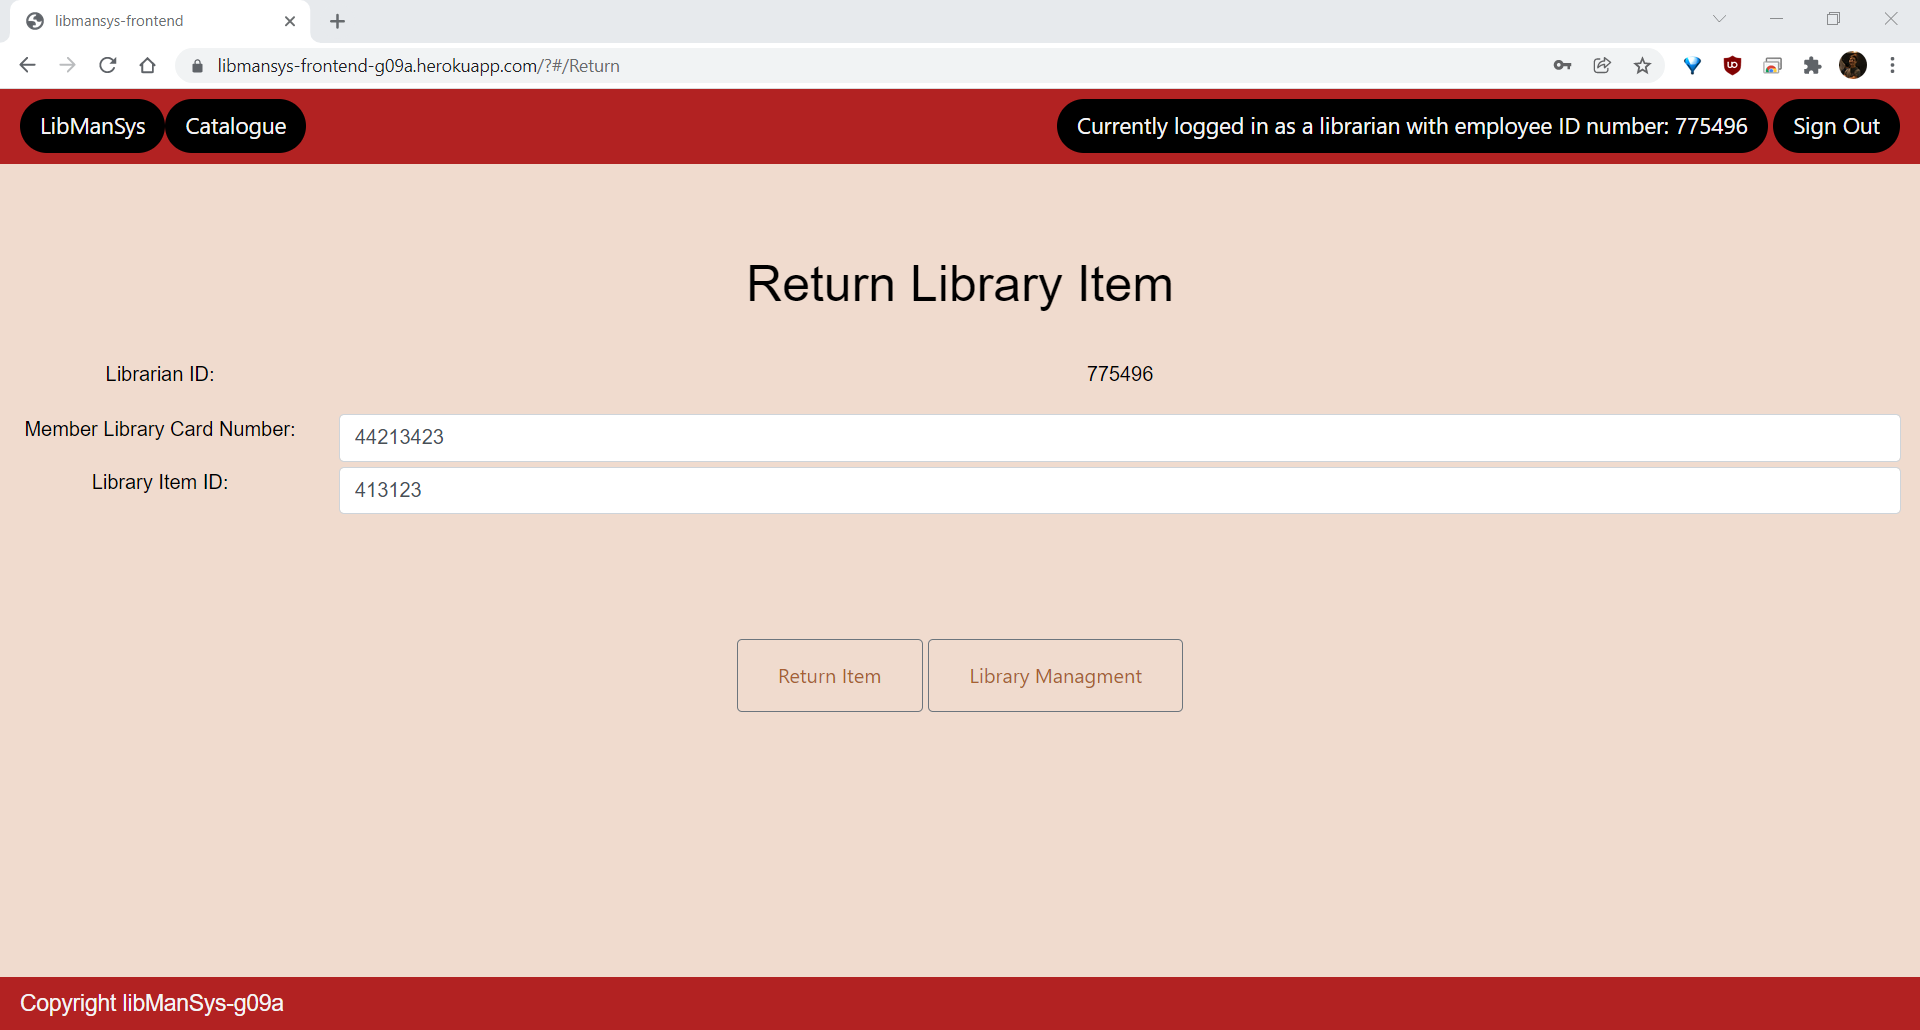 libmansys-frontend
libmansys-frontend-g09a.herokuapp.com/?#/Return
LibManSys Catalogue Currently logged in as a librarian with employee ID number: 775496 Sign Out
Return Library Item
Librarian ID: 775496
Member Library Card Number: 44213423
Library Item ID: 413123
Return Item Library Managment
Copyright libManSys-g09a